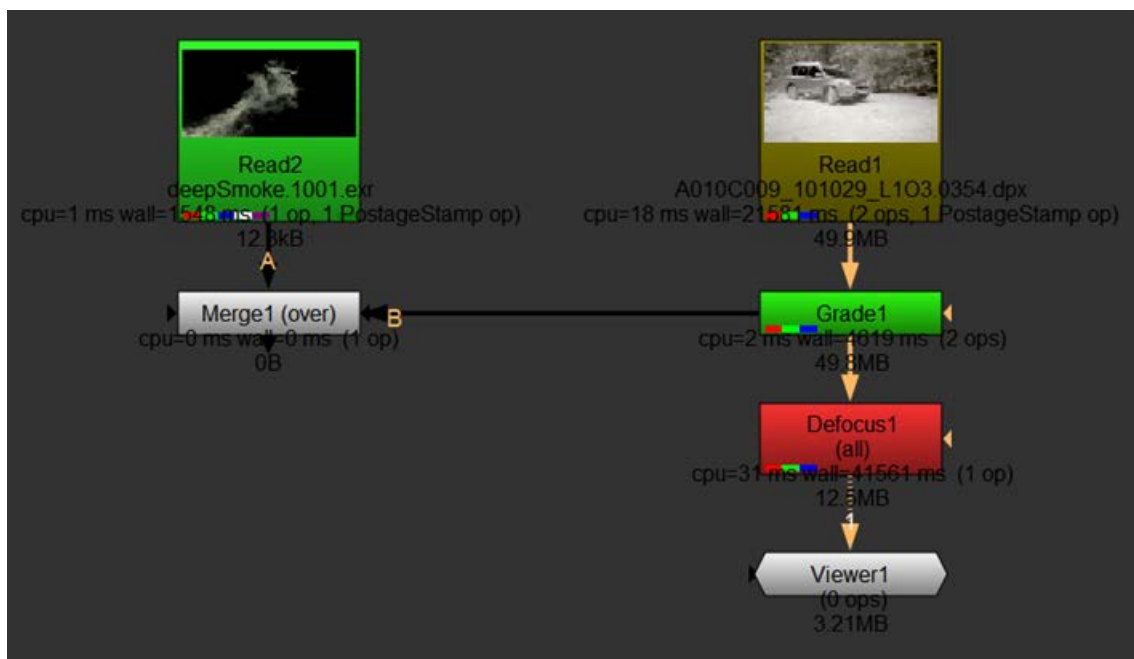 Read2
deepSmoke.1001.exr
cpu=1 ms wall=1548 ms (1 op, 1 PostageStamp op)
12.3kB
A
Merge1 (over)
cpu=0 ms wall=0 ms (1 op)
0B
B
Read1
A010C009_101029_L1O3.0354.dpx
cpu=18 ms wall=21581 ms (2 ops, 1 PostageStamp op)
49.9MB
Grade1
cpu=2 ms wall=4619 ms (2 ops)
49.8MB
Defocus1
(all)
cpu=31 ms wall=41561 ms (1 op)
12.5MB
1
Viewer1
(0 ops)
3.21MB